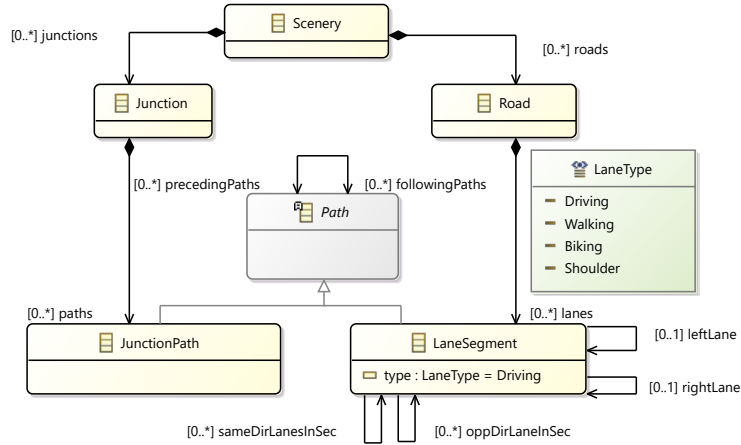 Scenery
[0..*] junctions
[0..*] roads
Junction
Road
[0..*] precedingPaths
[0..*] followingPaths
LaneType
Driving
Walking
Biking
Shoulder
Path
[0..*] paths
[0..*] lanes
JunctionPath
LaneSegment
type : LaneType = Driving
[0..1] leftLane
[0..1] rightLane
[0..*] sameDirLanesInSec
[0..*] oppDirLaneInSec